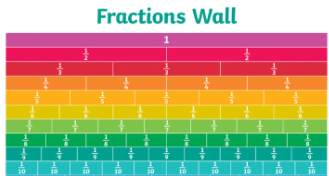 Fractions Wall
1
1/2 1/2
1/3 1/3 1/3
1/4 1/4 1/4 1/4
1/5 1/5 1/5 1/5 1/5
1/6 1/6 1/6 1/6 1/6 1/6
1/7 1/7 1/7 1/7 1/7 1/7 1/7
1/8 1/8 1/8 1/8 1/8 1/8 1/8 1/8
1/9 1/9 1/9 1/9 1/9 1/9 1/9 1/9 1/9
1/10 1/10 1/10 1/10 1/10 1/10 1/10 1/10 1/10 1/10